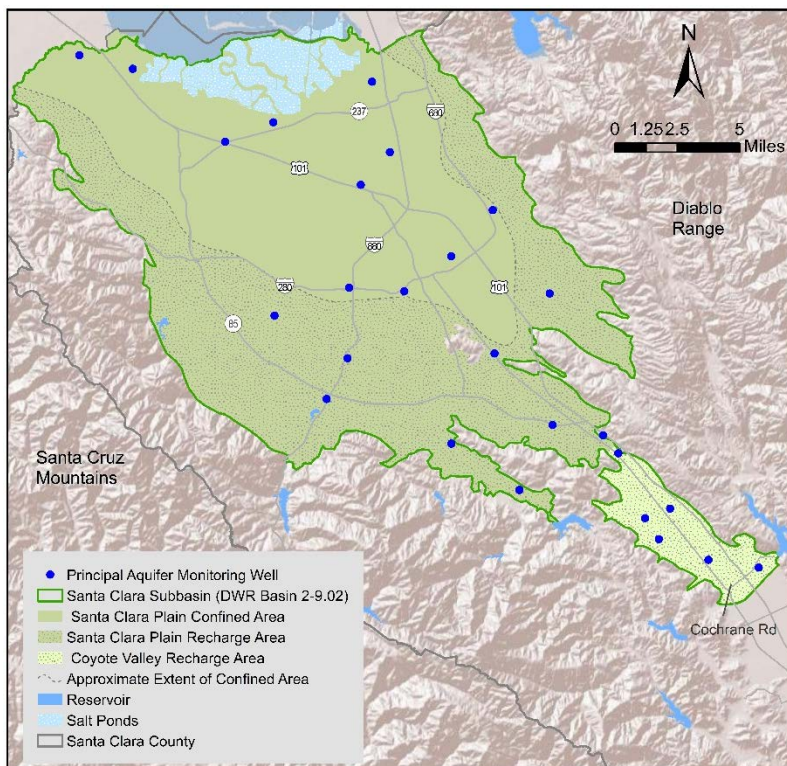 N
0 1.25 2.5 5
Miles
237
680
101
Diablo
Range
880
280
101
85
Santa Cruz
Mountains
Cochrane Rd
Principal Aquifer Monitoring Well
Santa Clara Subbasin (DWR Basin 2-9.02)
Santa Clara Plain Confined Area
Santa Clara Plain Recharge Area
Coyote Valley Recharge Area
Approximate Extent of Confined Area
Reservoir
Salt Ponds
Santa Clara County